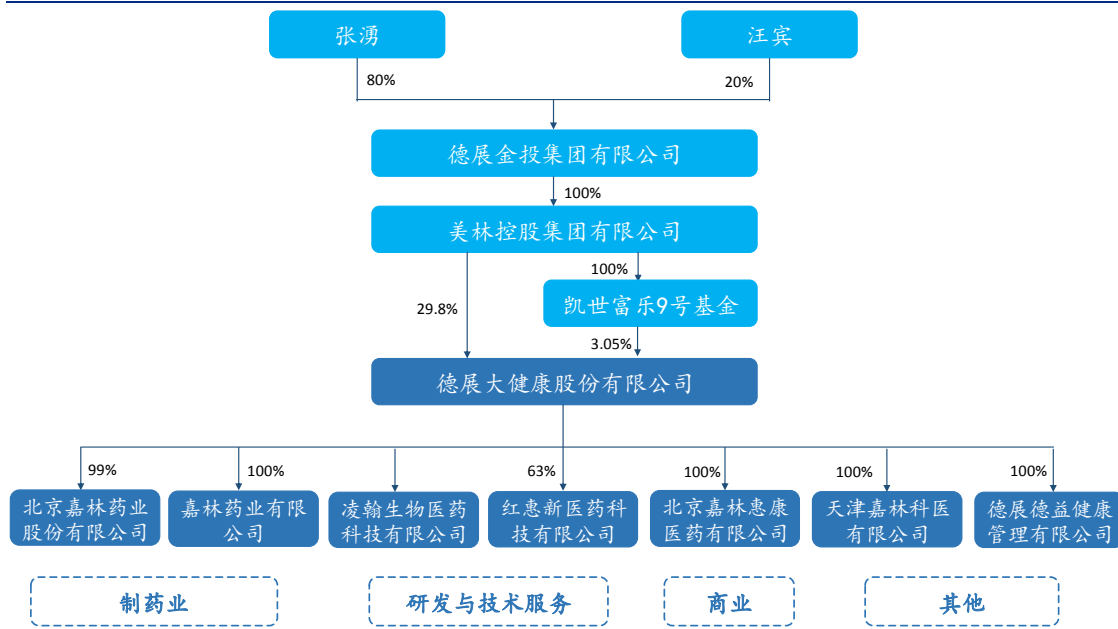 张湧
汪宾
80%
20%
德展金投集团有限公司
100%
美林控股集团有限公司
100%
29.8%
凯世富乐9号基金
3.05%
德展大健康股份有限公司
99%
100%
63%
100%
100%
100%
北京嘉林药业
股份有限公司
嘉林药业有限
公司
凌翰生物医药
科技有限公司
红惠新医药科
技有限公司
北京嘉林惠康
医药有限公司
天津嘉林科医
有限公司
德展德益健康
管理有限公司
制药业
研发与技术服务
商业
其他